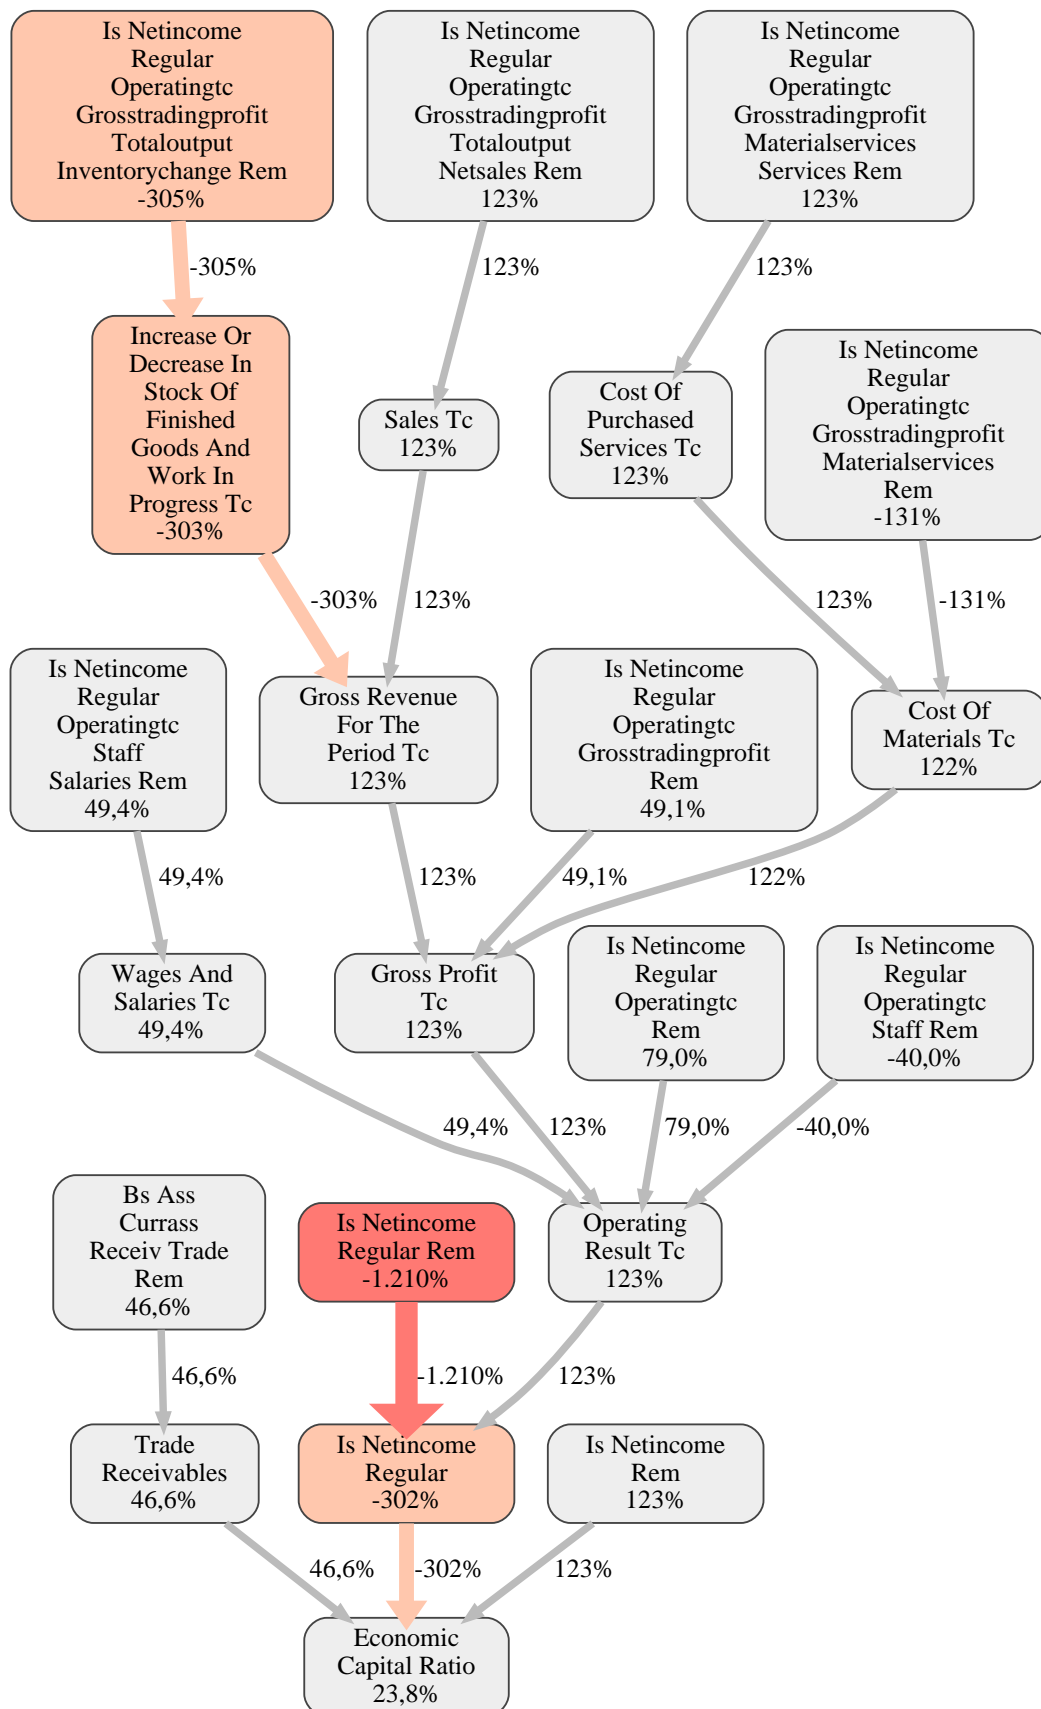 Is Netincome
Regular
Operatingtc
Grosstradingprofit
Totaloutput
Inventorychange Rem
-305%
Is Netincome
Regular
Operatingtc
Grosstradingprofit
Totaloutput
Netsales Rem
123%
Is Netincome
Regular
Operatingtc
Grosstradingprofit
Materialservices
Services Rem
123%
-305%
123%
123%
Increase Or
Decrease In
Stock Of
Finished
Goods And
Work In
Progress Tc
-303%
Sales Tc
123%
Cost Of
Purchased
Services Tc
123%
Is Netincome
Regular
Operatingtc
Grosstradingprofit
Materialservices
Rem
-131%
-303%
123%
123%
-131%
Is Netincome
Regular
Operatingtc
Staff
Salaries Rem
49,4%
Gross Revenue
For The
Period Tc
123%
Is Netincome
Regular
Operatingtc
Grosstradingprofit
Rem
49,1%
Cost Of
Materials Tc
122%
49,4%
123%
49,1%
122%
Wages And
Salaries Tc
49,4%
Gross Profit
Tc
123%
Is Netincome
Regular
Operatingtc
Rem
79,0%
Is Netincome
Regular
Operatingtc
Staff Rem
-40,0%
49,4%
123%
79,0%
-40,0%
Bs Ass
Currass
Receiv Trade
Rem
46,6%
Is Netincome
Regular Rem
-1.210%
Operating
Result Tc
123%
46,6%
-1.210%
123%
Trade
Receivables
46,6%
Is Netincome
Regular
-302%
Is Netincome
Rem
123%
46,6%
-302%
123%
Economic
Capital Ratio
23,8%